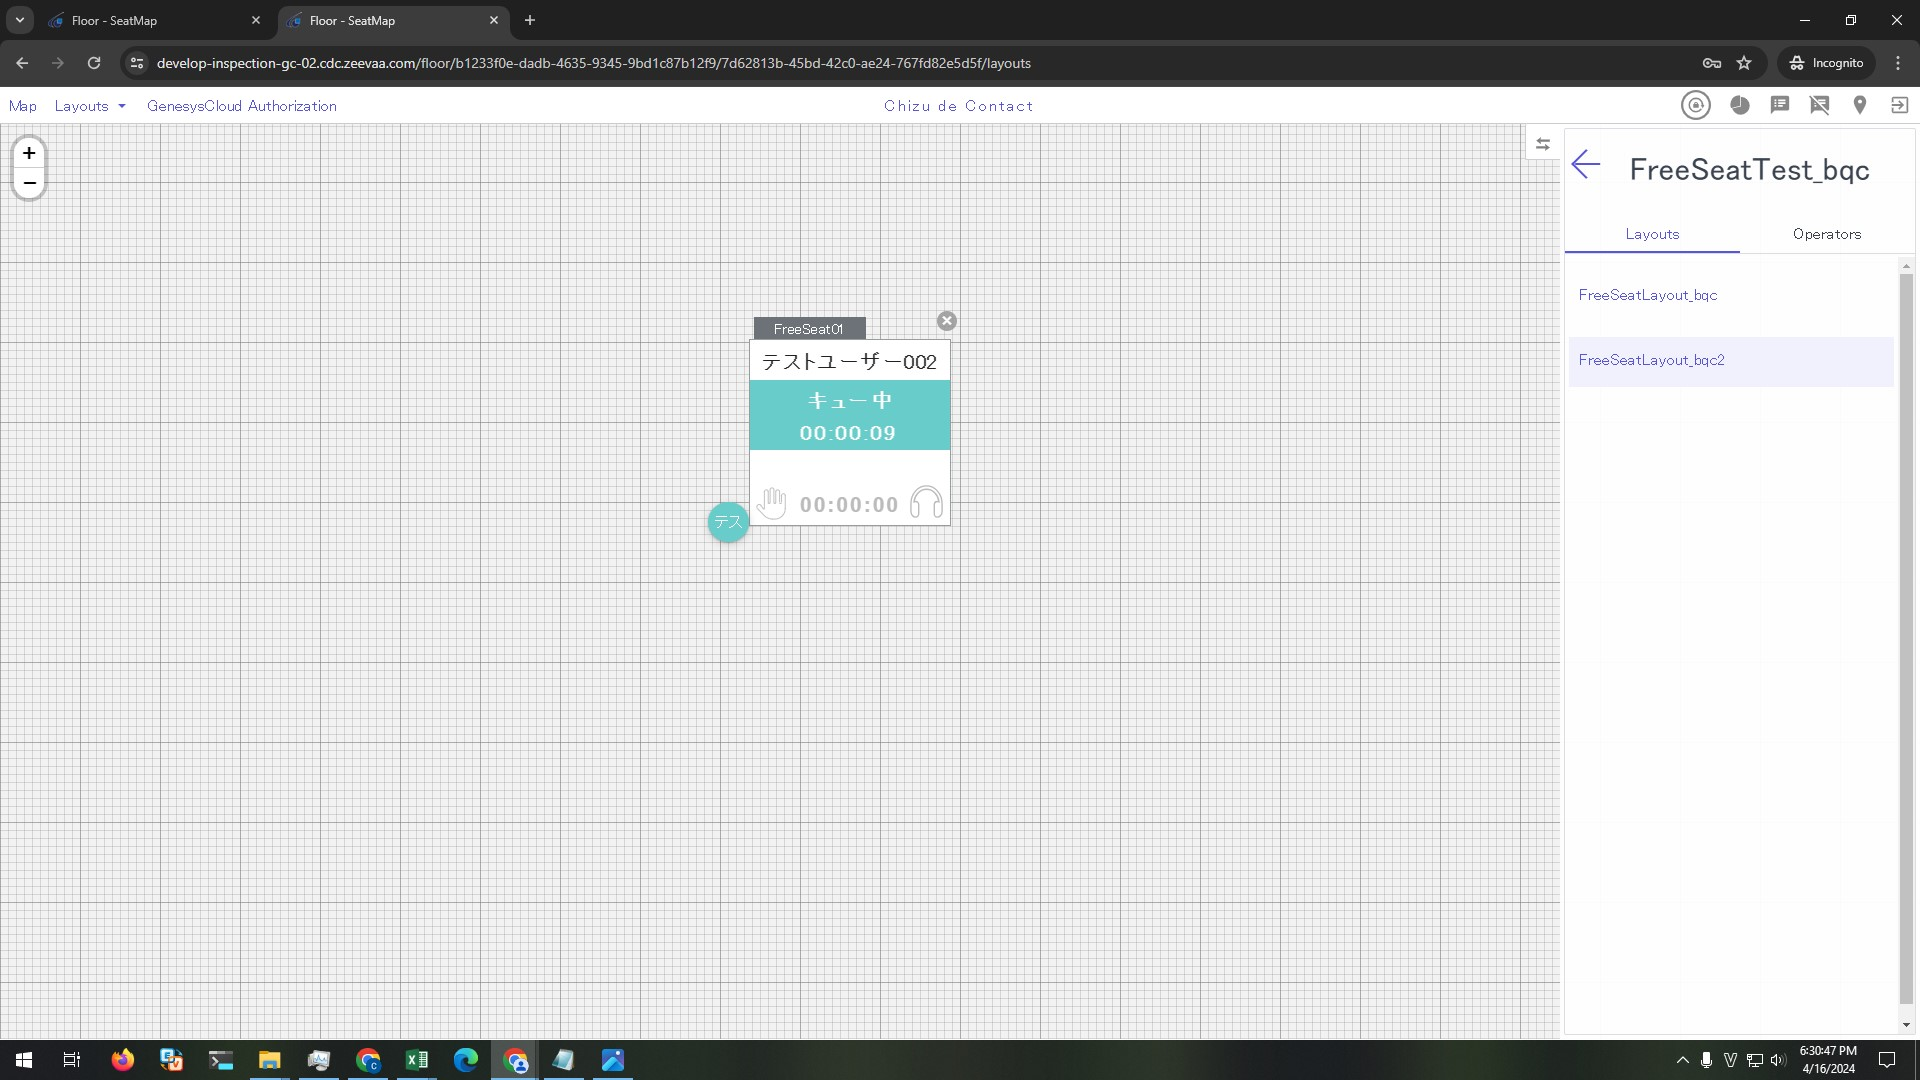 Floor - SeatMap
Floor - SeatMap
develop-inspection-gc-02.cdc.zeevaa.com/floor/b1233f0e-dadb-4635-9345-9bd1c87b12f9/7d62813b-45bd-42c0-ae24-767fd82e5d5f/layouts
Incognito
Map
Layouts
GenesysCloud Authorization
Chizu de Contact
FreeSeatTest_bqc
Layouts
Operators
FreeSeatLayout_bqc
FreeSeatLayout_bqc2
FreeSeat01
テストユーザー002
キュー中
00:00:09
00:00:00
テス
6:30:47 PM
4/16/2024